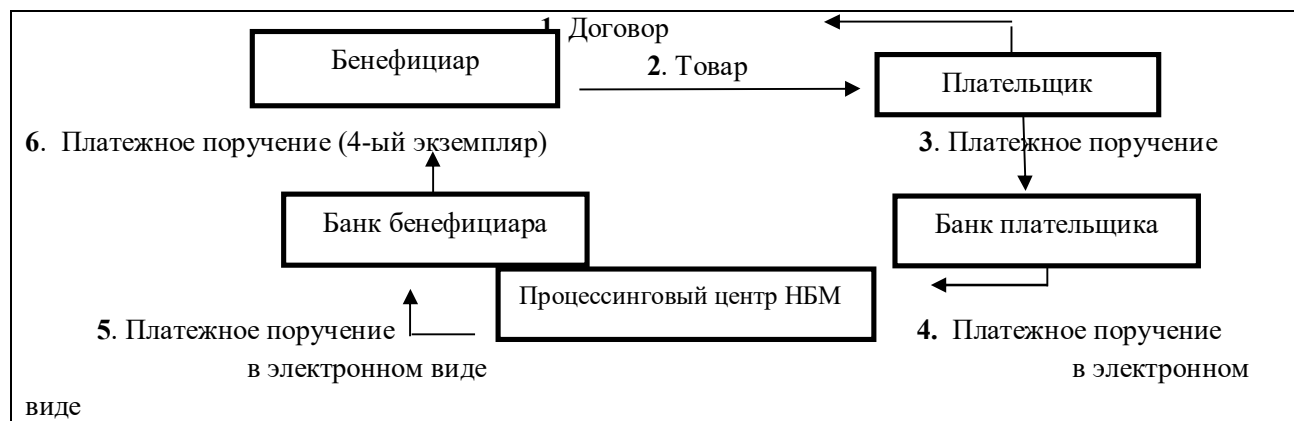 1. Договор
Бенефициар
2. Товар
Плательщик
6. Платежное поручение (4-ый экземпляр)
3. Платежное поручение
Банк бенефициара
Банк плательщика
Процессинговый центр НБМ
5. Платежное поручение
в электронном виде
4. Платежное поручение
в электронном
виде